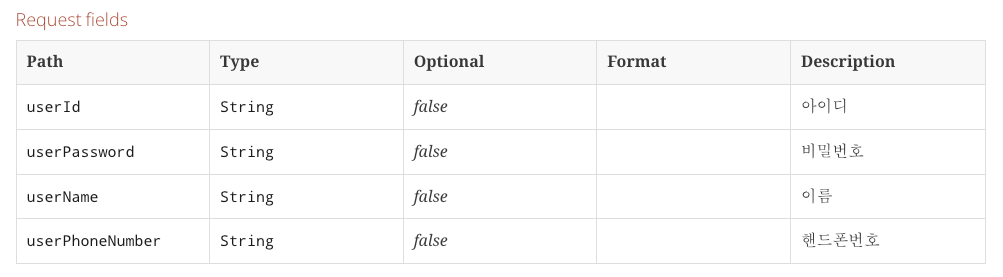 Request fields
Path Type Optional Format Description
userId String false 아이디
userPassword String false 비밀번호
userName String false 이름
userPhoneNumber String false 핸드폰번호